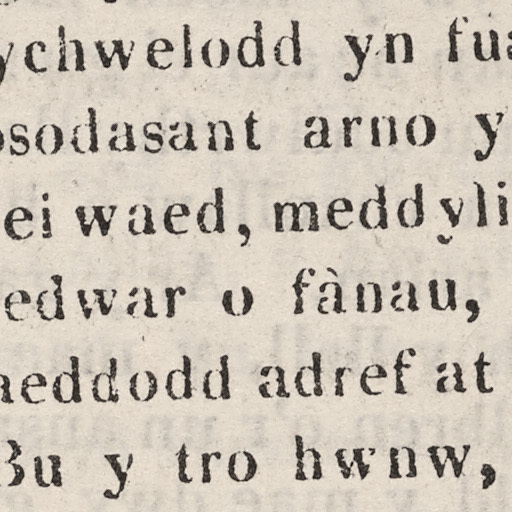 ychwelodd yn fua
osodasant arno y
ei waed, meddyli
edwar o fànau,
aeddodd adref at
Bu y tro hwnw,